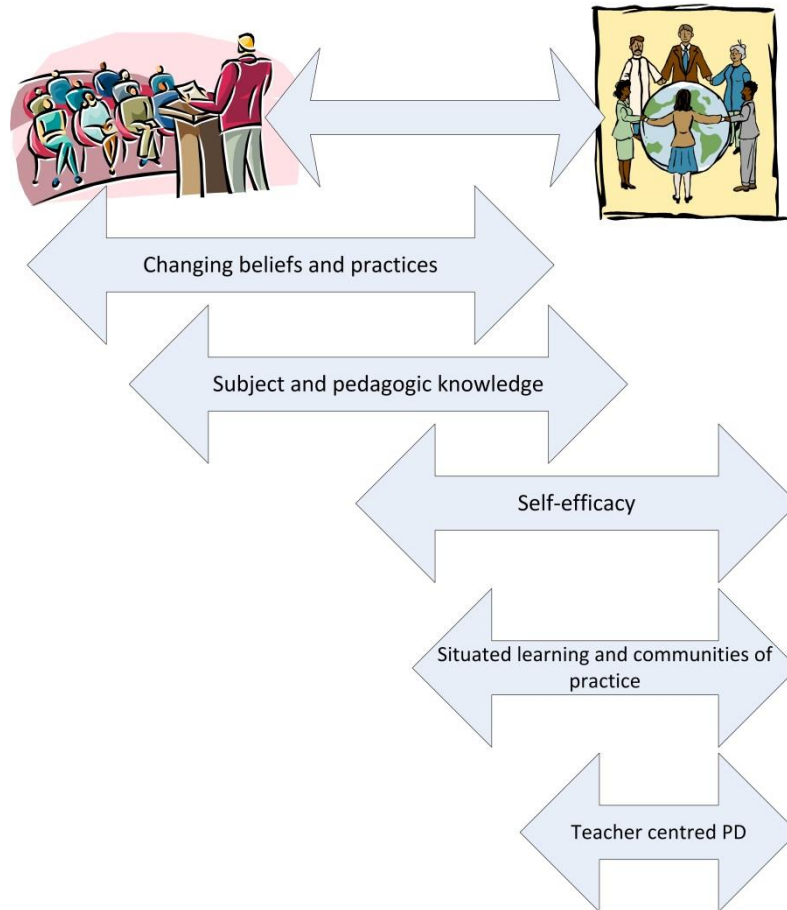 Changing beliefs and practices
Subject and pedagogic knowledge
Self-efficacy
Situated learning and communities of
practice
Teacher centred PD